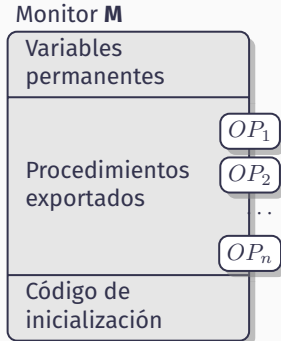 Monitor M
Variables
permanentes
OP₁
Procedimientos
exportados
OP₂
...
OPₙ
Código de
inicialización